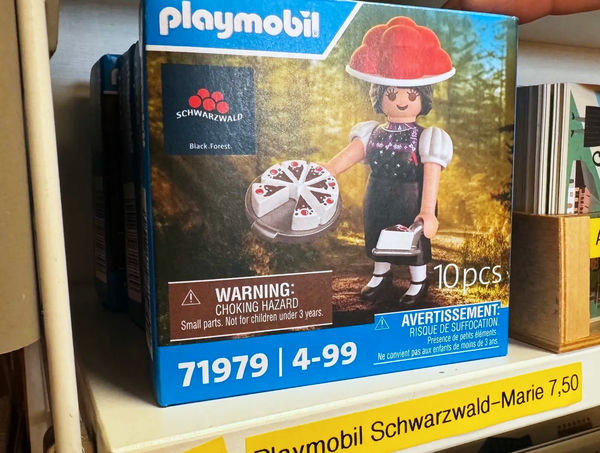 playmobil
SCHWARZWALD
Black Forest.
10pcs
WARNING:
CHOKING HAZARD
Small parts. Not for children under 3 years.
AVERTISSEMENT:
RISQUE DE SUFFOCATION.
Présence de petits éléments.
Ne convient pas aux enfants de moins de 3 ans.
71979 | 4-99
Playmobil Schwarzwald-Marie 7,50